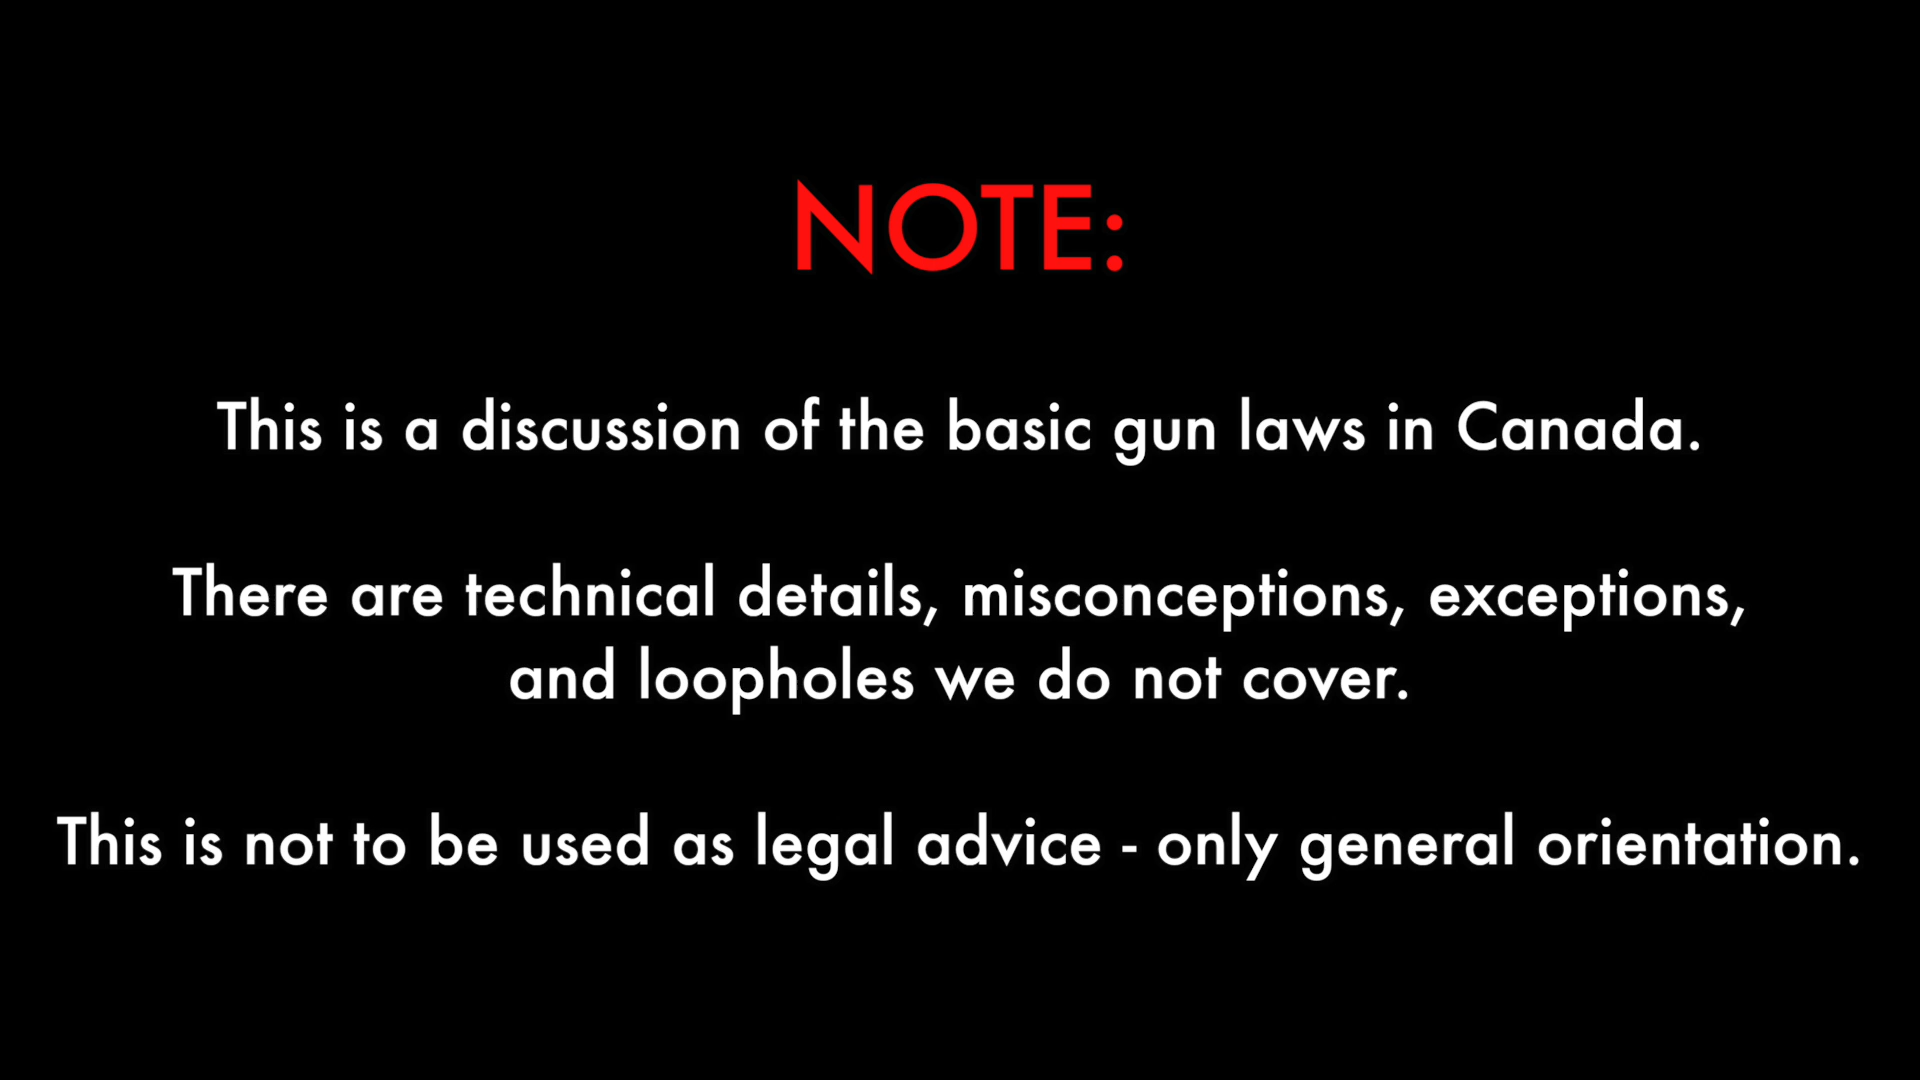 NOTE:
This is a discussion of the basic gun laws in Canada.
There are technical details, misconceptions, exceptions,
and loopholes we do not cover.
This is not to be used as legal advice - only general orientation.